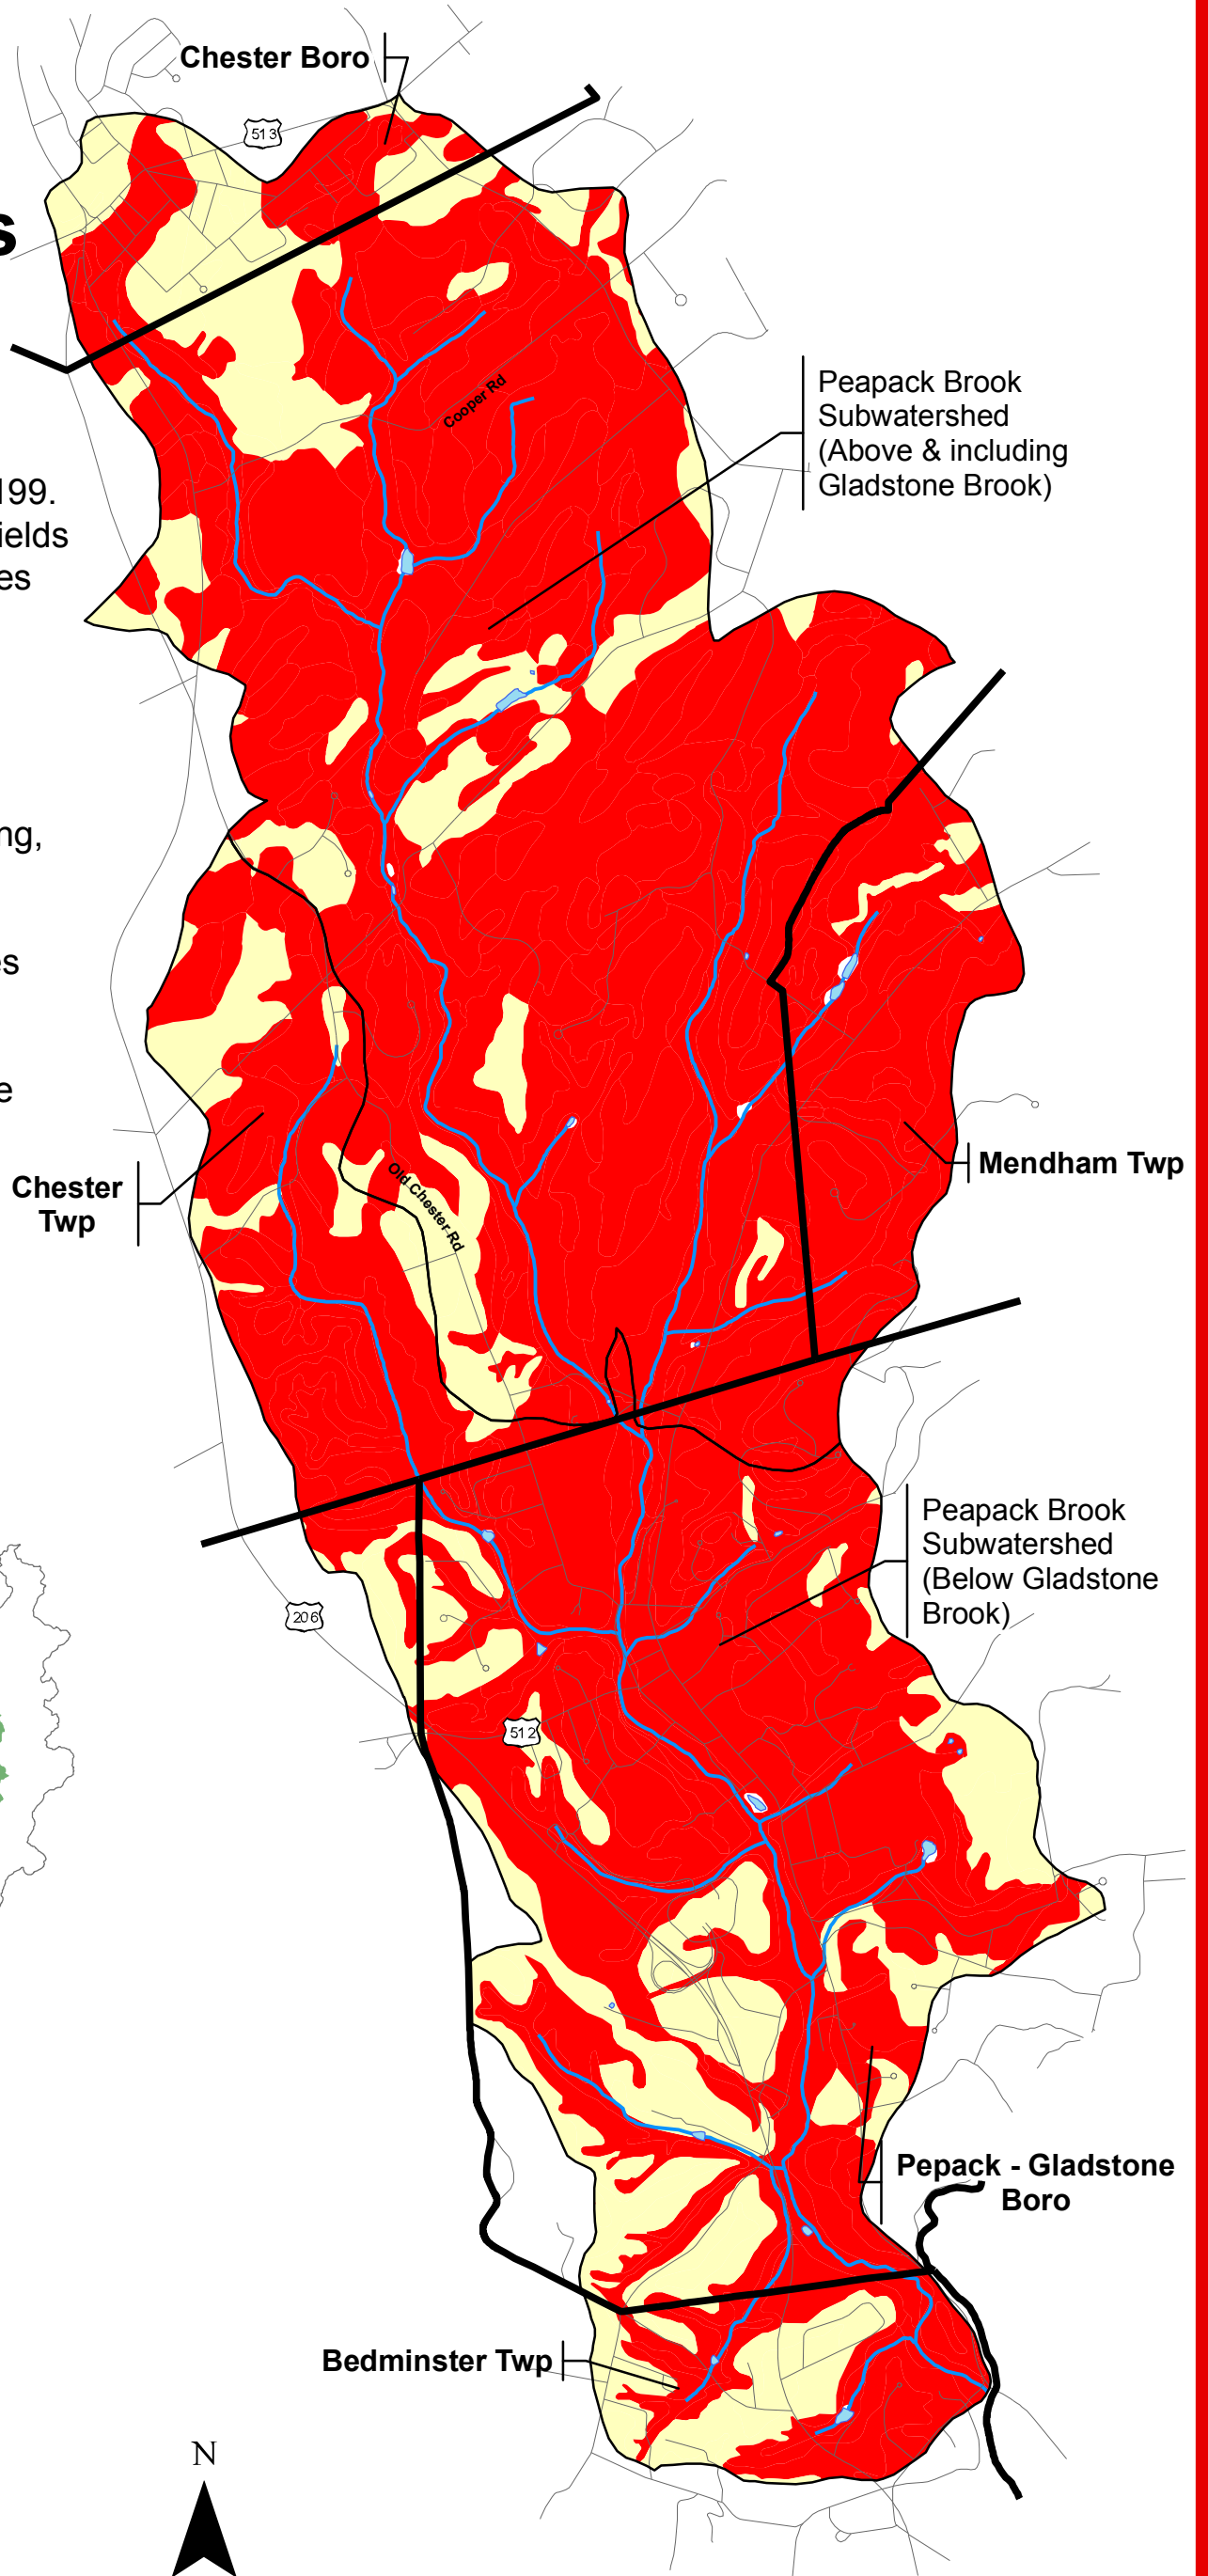 Chester Boro
513
s
Cooper Rd
Peapack Brook
Subwatershed
(Above & including
Gladstone Brook)
199.
ields
es
ng,
es
e
Mendham Twp
Chester
Twp
Old Chester Rd
Peapack Brook
Subwatershed
(Below Gladstone
Brook)
206
512
Pepack - Gladstone
Boro
Bedminster Twp
N